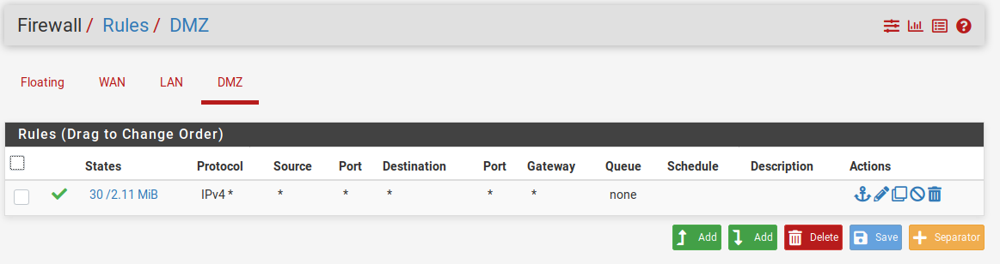 Firewall / Rules / DMZ
Floating WAN LAN DMZ
Rules (Drag to Change Order)
States Protocol Source Port Destination Port Gateway Queue Schedule Description Actions
30 /2.11 MiB IPv4 * * * * * * none
Add Add Delete Save Separator